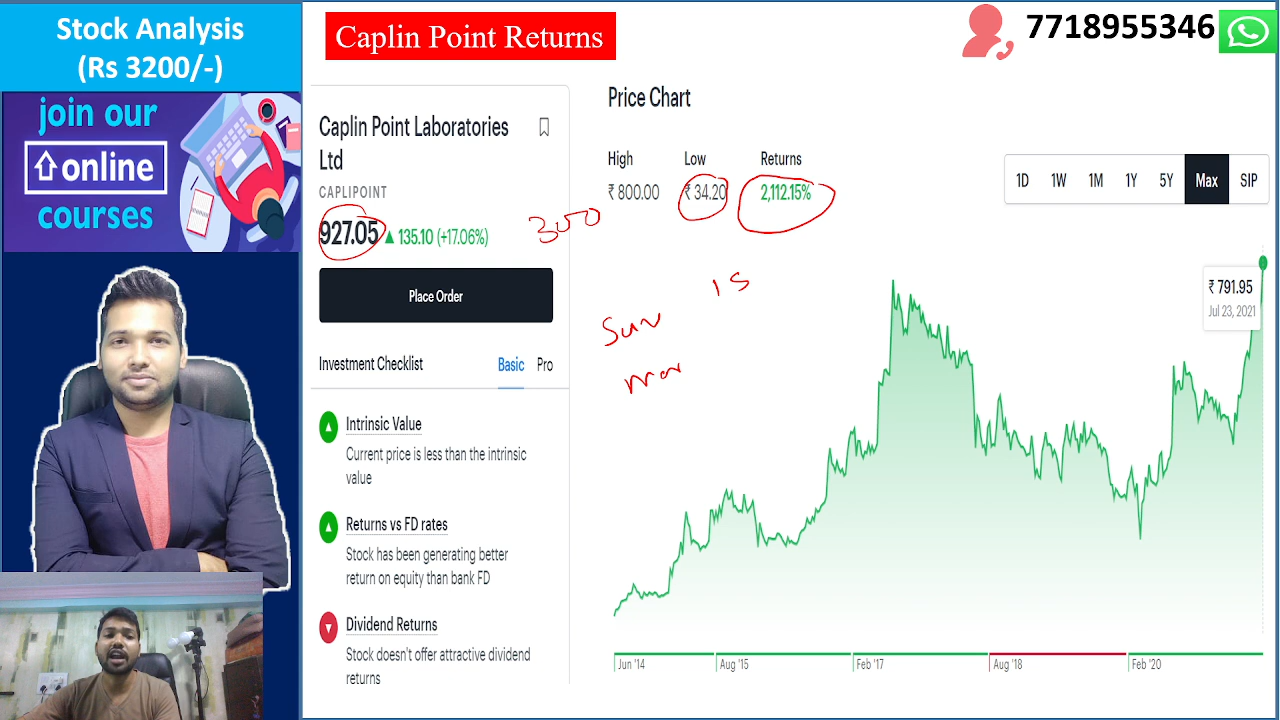 Stock Analysis
(Rs 3200/-)
join our
online
courses
Caplin Point Returns
7718955346
Caplin Point Laboratories
Ltd
CAPLIPOINT
927.05 ▲ 135.10 (+17.06%)
Place Order
Investment Checklist Basic Pro
Intrinsic Value
Current price is less than the intrinsic
value
Returns vs FD rates
Stock has been generating better
return on equity than bank FD
Dividend Returns
Stock doesn't offer attractive dividend
returns
Price Chart
High Low Returns
₹ 800.00 ₹ 34.20 2,112.15%
1D 1W 1M 1Y 5Y Max SIP
300
15
Sun
₹ 791.95
Jul 23, 2021
Jun '14 Aug '15 Feb '17 Aug '18 Feb '20